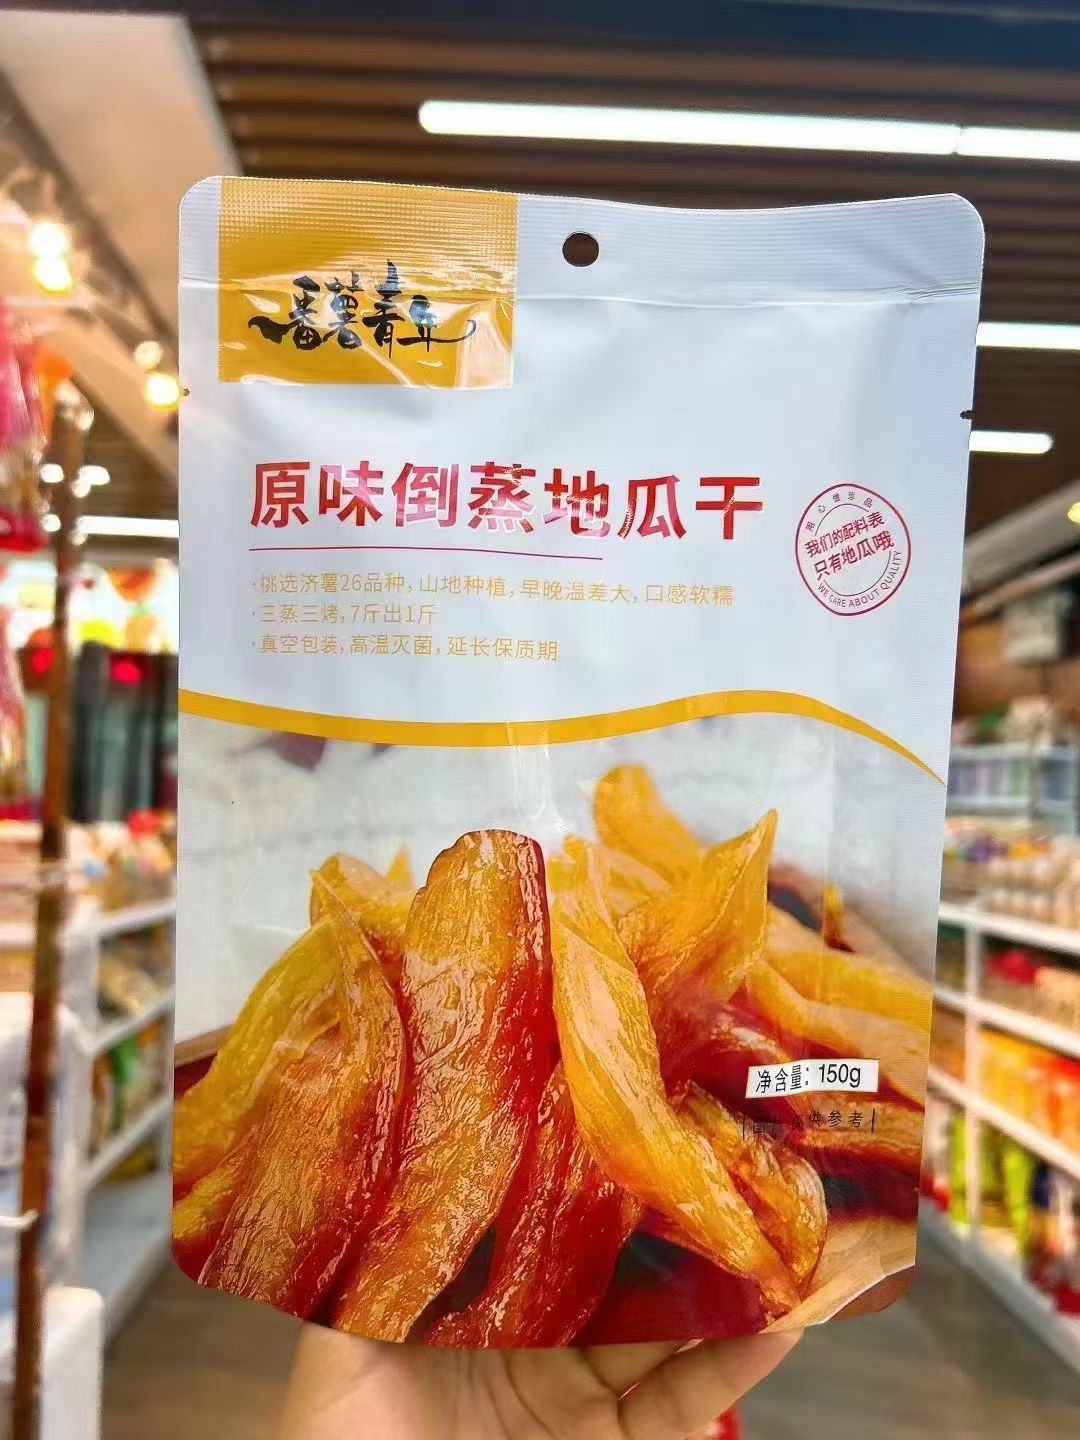 番薯青年
原味倒蒸地瓜干
·挑选济薯26品种，山地种植，早晚温差大，口感软糯
·三蒸三烤，7斤出1斤
·真空包装，高温灭菌，延长保质期
用心做珍品
我们的配料表
只有地瓜哦
WE CARE ABOUT QUALITY
净含量：150g
供参考